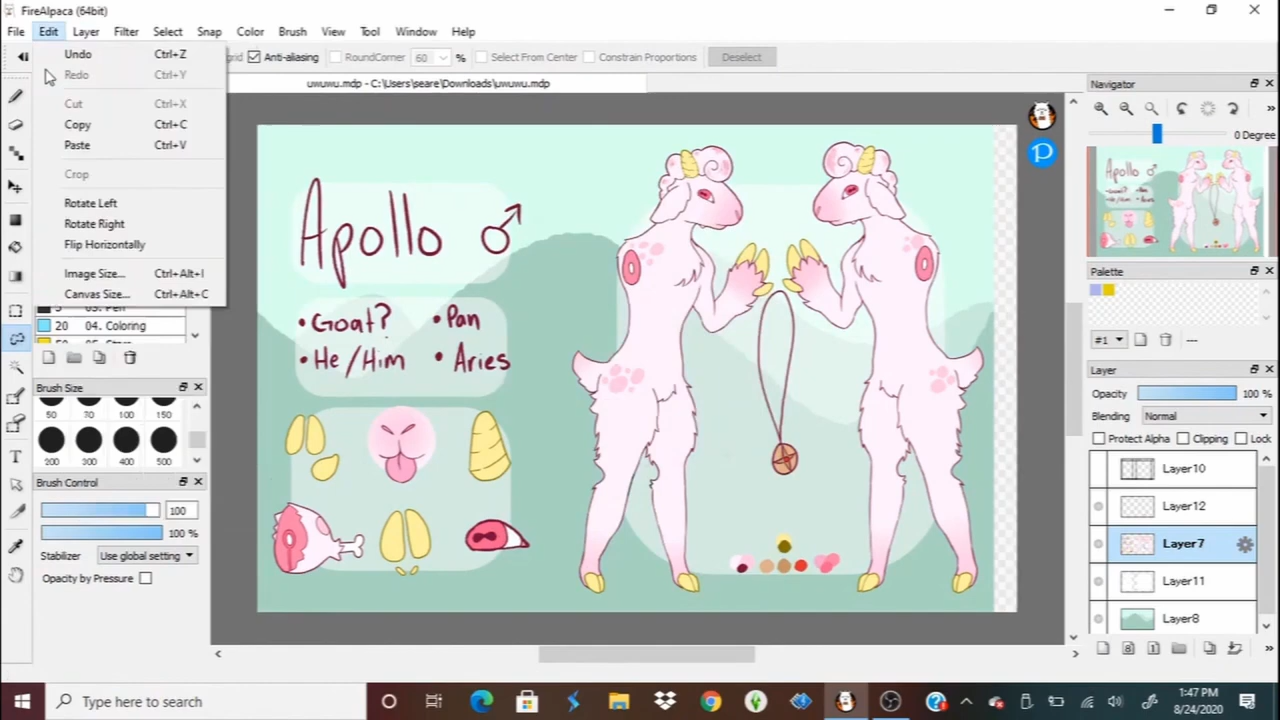 FireAlpaca (64bit)
File Edit Layer Filter Select Snap Color Brush View Tool Window Help
Undo Ctrl+Z
Redo Ctrl+Y
Cut Ctrl+X
Copy Ctrl+C
Paste Ctrl+V
Crop
Rotate Left
Rotate Right
Flip Horizontally
Image Size... Ctrl+Alt+I
Canvas Size... Ctrl+Alt+C
Anti-aliasing RoundCorner 60 % Select From Center Constrain Proportions Deselect
uwuwu.mdp - C:\Users\seare\Downloads\uwuwu.mdp
20 04. Coloring
Brush Size
50 70 100 150
200 300 400 500
Brush Control
100
100 %
Stabilizer Use global setting
Opacity by Pressure
Apollo ♂
•Goat? •Pan
•He/Him •Aries
Navigator
0 Degree
Apollo ♂
Palette
#1 ---
Layer
Opacity 100 %
Blending Normal
Protect Alpha Clipping Lock
Layer10
Layer12
Layer7
Layer11
Layer8
Type here to search
1:47 PM
8/24/2020